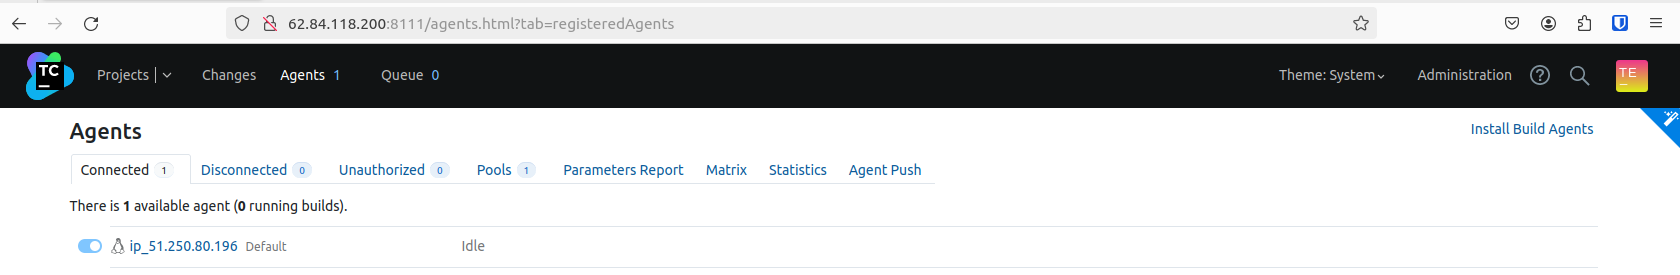 62.84.118.200:8111/agents.html?tab=registeredAgents
TC Projects Changes Agents 1 Queue 0 Theme: System Administration ? TE
Agents Install Build Agents
Connected 1 Disconnected 0 Unauthorized 0 Pools 1 Parameters Report Matrix Statistics Agent Push
There is 1 available agent (0 running builds).
ip_51.250.80.196 Default Idle